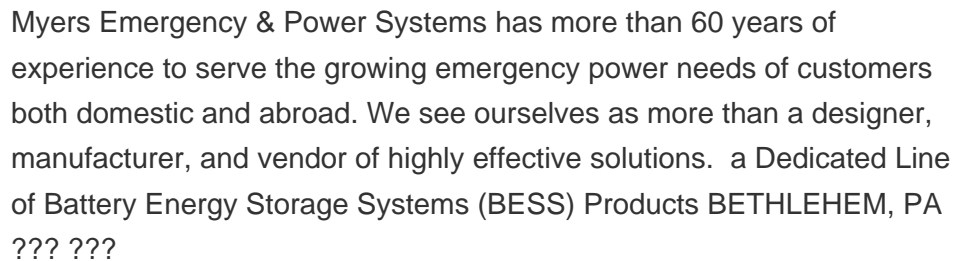 Myers Emergency & Power Systems has more than 60 years of
experience to serve the growing emergency power needs of customers
both domestic and abroad. We see ourselves as more than a designer,
manufacturer, and vendor of highly effective solutions.  a Dedicated Line
of Battery Energy Storage Systems (BESS) Products BETHLEHEM, PA
??? ???